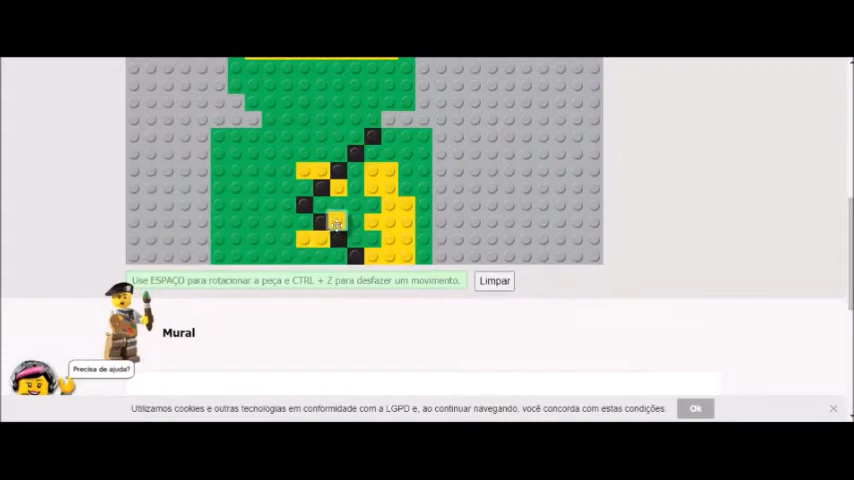 Use ESPAÇO para rotacionar a peça e CTRL + Z para desfazer um movimento.
Limpar
Mural
Precisa de ajuda?
Utilizamos cookies e outras tecnologias em conformidade com a LGPD e, ao continuar navegando, você concorda com estas condições.
Ok